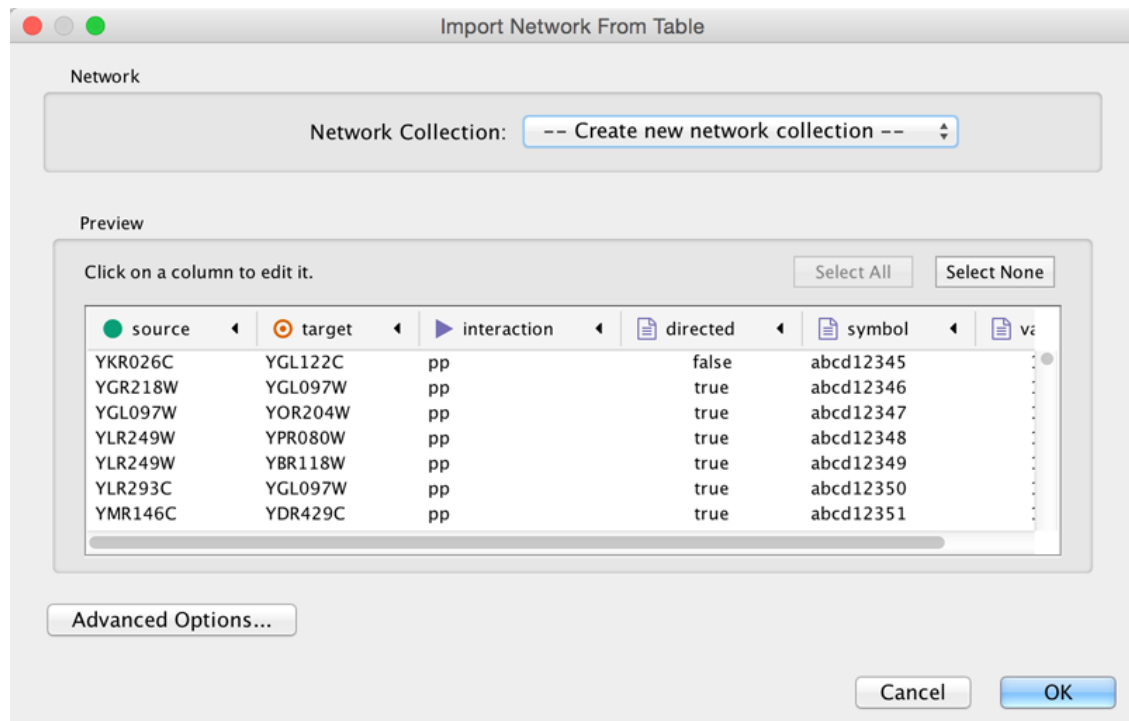 Import Network From Table
Network
Network Collection: -- Create new network collection --
Preview
Click on a column to edit it. Select All Select None
source target interaction directed symbol
YKR026C YGL122C pp false abcd12345
YGR218W YGL097W pp true abcd12346
YGL097W YOR204W pp true abcd12347
YLR249W YPR080W pp true abcd12348
YLR249W YBR118W pp true abcd12349
YLR293C YGL097W pp true abcd12350
YMR146C YDR429C pp true abcd12351
Advanced Options...
Cancel OK